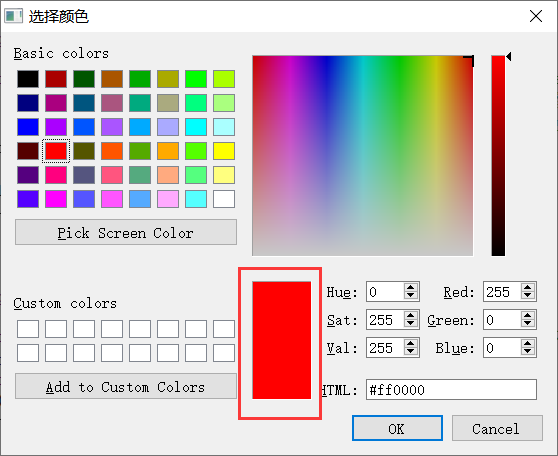 选择颜色
Basic colors
Pick Screen Color
Custom colors
Add to Custom Colors
Hue: 0 Red: 255
Sat: 255 Green: 0
Val: 255 Blue: 0
HTML: #ff0000
OK Cancel